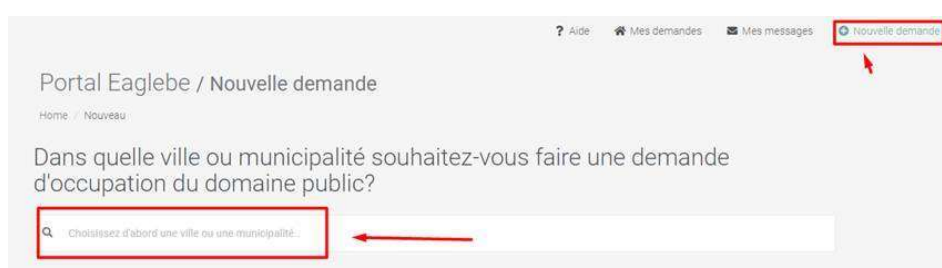 ? Aide Mes demandes Mes messages Nouvelle demande
Portal Eaglebe / Nouvelle demande
Home / Nouveau
Dans quelle ville ou municipalité souhaitez-vous faire une demande
d'occupation du domaine public?
Choisissez d'abord une ville ou une municipalité...